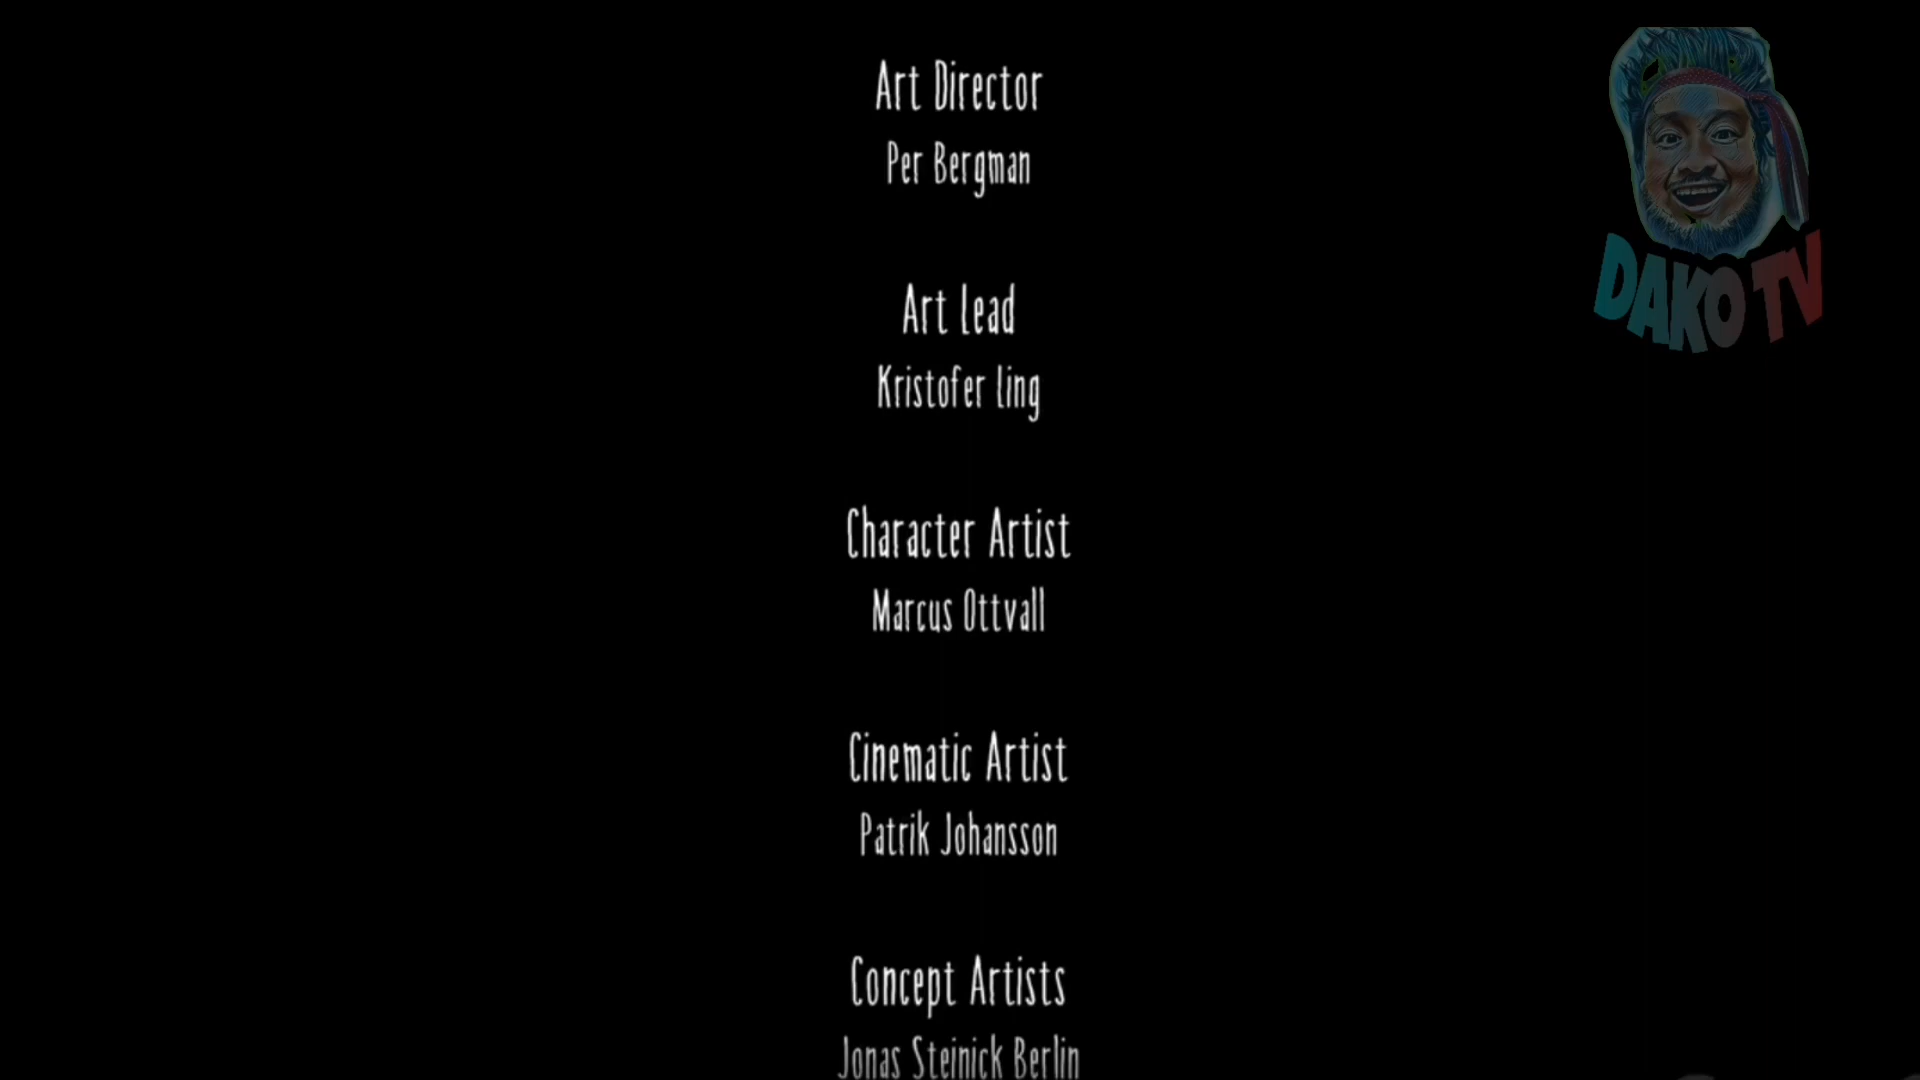 Art Director
Per Bergman
Art Lead
Kristofer Ling
Character Artist
Marcus Ottvall
Cinematic Artist
Patrik Johansson
Concept Artists
Jonas Steinick Berlin
DAKO TV